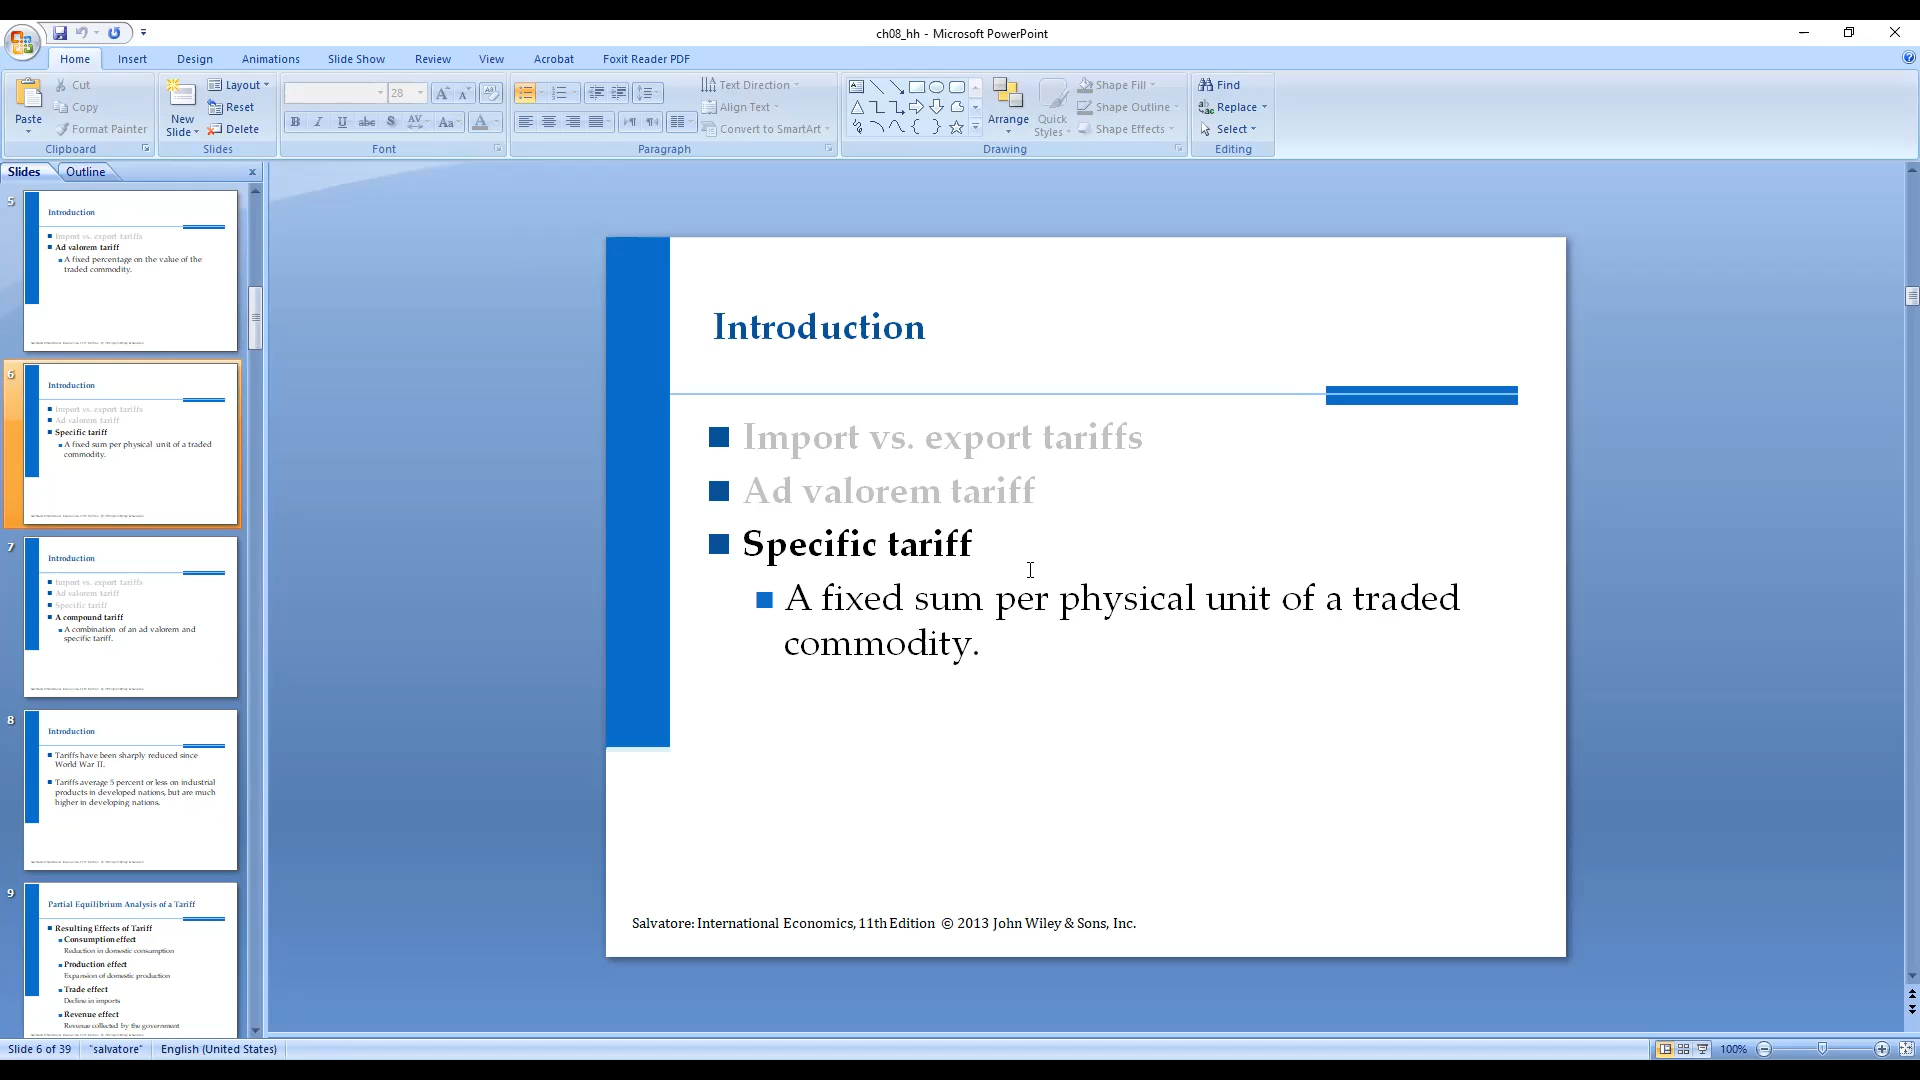 ch08_hh - Microsoft PowerPoint
Home Insert Design Animations Slide Show Review View Acrobat Foxit Reader PDF
Paste
Cut
Copy
Format Painter
Clipboard
New
Slide
Layout
Reset
Delete
Slides
28
Font
Text Direction
Align Text
Convert to SmartArt
Paragraph
Arrange
Quick
Styles
Shape Fill
Shape Outline
Shape Effects
Drawing
Find
Replace
Select
Editing
Slides Outline
5
Introduction
Import vs. export tariffs
Ad valorem tariff
A fixed percentage on the value of the
traded commodity.
6
Introduction
Import vs. export tariffs
Ad valorem tariff
Specific tariff
A fixed sum per physical unit of a traded
commodity.
7
Introduction
Import vs. export tariffs
Ad valorem tariff
Specific tariff
A compound tariff
A combination of an ad valorem and
specific tariff.
8
Introduction
Tariffs have been sharply reduced since
World War II.
Tariffs average 5 percent or less on industrial
products in developed nations, but are much
higher in developing nations.
9
Partial Equilibrium Analysis of a Tariff
Resulting Effects of Tariff
Consumption effect
Reduction in domestic consumption
Production effect
Expansion of domestic production
Trade effect
Decline in imports
Revenue effect
Revenue collected by the government
Introduction
Import vs. export tariffs
Ad valorem tariff
Specific tariff
A fixed sum per physical unit of a traded
commodity.
Salvatore: International Economics, 11th Edition © 2013 John Wiley & Sons, Inc.
Slide 6 of 39 "salvatore" English (United States) 100%